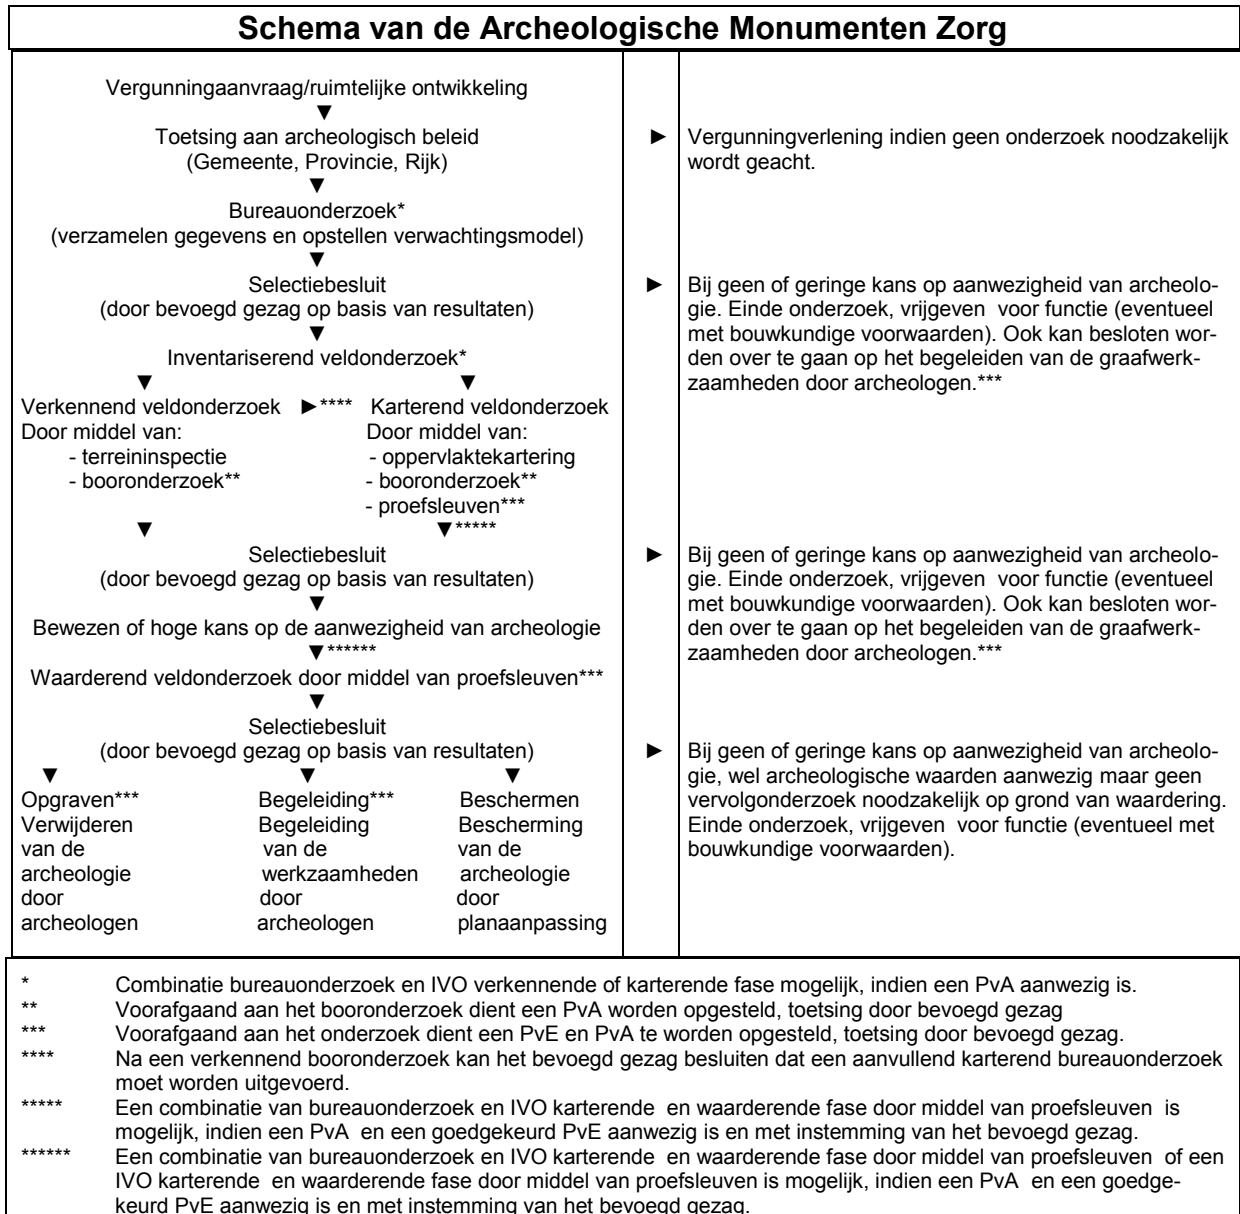 Schema van de Archeologische Monumenten Zorg
Vergunningaanvraag/ruimtelijke ontwikkeling
▼
Toetsing aan archeologisch beleid
(Gemeente, Provincie, Rijk)
► Vergunningverlening indien geen onderzoek noodzakelijk
wordt geacht.
▼
Bureauonderzoek*
(verzamelen gegevens en opstellen verwachtingsmodel)
▼
Selectiebesluit
(door bevoegd gezag op basis van resultaten)
► Bij geen of geringe kans op aanwezigheid van archeolo-
gie. Einde onderzoek, vrijgeven voor functie (eventueel
met bouwkundige voorwaarden). Ook kan besloten wor-
den over te gaan op het begeleiden van de graafwerk-
zaamheden door archeologen.***
▼
Inventariserend veldonderzoek*
▼ ▼
Verkennend veldonderzoek ►**** Karterend veldonderzoek
Door middel van: Door middel van:
- terreininspectie - oppervlaktekartering
- booronderzoek** - booronderzoek**
- proefsleuven***
▼ ▼*****
Selectiebesluit
(door bevoegd gezag op basis van resultaten)
► Bij geen of geringe kans op aanwezigheid van archeolo-
gie. Einde onderzoek, vrijgeven voor functie (eventueel
met bouwkundige voorwaarden). Ook kan besloten wor-
den over te gaan op het begeleiden van de graafwerk-
zaamheden door archeologen.***
▼
Bewezen of hoge kans op de aanwezigheid van archeologie
▼******
Waarderend veldonderzoek door middel van proefsleuven***
▼
Selectiebesluit
(door bevoegd gezag op basis van resultaten)
► Bij geen of geringe kans op aanwezigheid van archeolo-
gie, wel archeologische waarden aanwezig maar geen
vervolgonderzoek noodzakelijk op grond van waardering.
Einde onderzoek, vrijgeven voor functie (eventueel met
bouwkundige voorwaarden).
▼ ▼ ▼
Opgraven*** Begeleiding*** Beschermen
Verwijderen Begeleiding Bescherming
van de van de van de
archeologie werkzaamheden archeologie
door door door
archeologen archeologen planaanpassing
* Combinatie bureauonderzoek en IVO verkennende of karterende fase mogelijk, indien een PvA aanwezig is.
** Voorafgaand aan het booronderzoek dient een PvA worden opgesteld, toetsing door bevoegd gezag
*** Voorafgaand aan het onderzoek dient een PvE en PvA te worden opgesteld, toetsing door bevoegd gezag.
**** Na een verkennend booronderzoek kan het bevoegd gezag besluiten dat een aanvullend karterend bureauonderzoek
moet worden uitgevoerd.
***** Een combinatie van bureauonderzoek en IVO karterende en waarderende fase door middel van proefsleuven is
mogelijk, indien een PvA en een goedgekeurd PvE aanwezig is en met instemming van het bevoegd gezag.
****** Een combinatie van bureauonderzoek en IVO karterende en waarderende fase door middel van proefsleuven of een
IVO karterende en waarderende fase door middel van proefsleuven is mogelijk, indien een PvA en een goedge-
keurd PvE aanwezig is en met instemming van het bevoegd gezag.